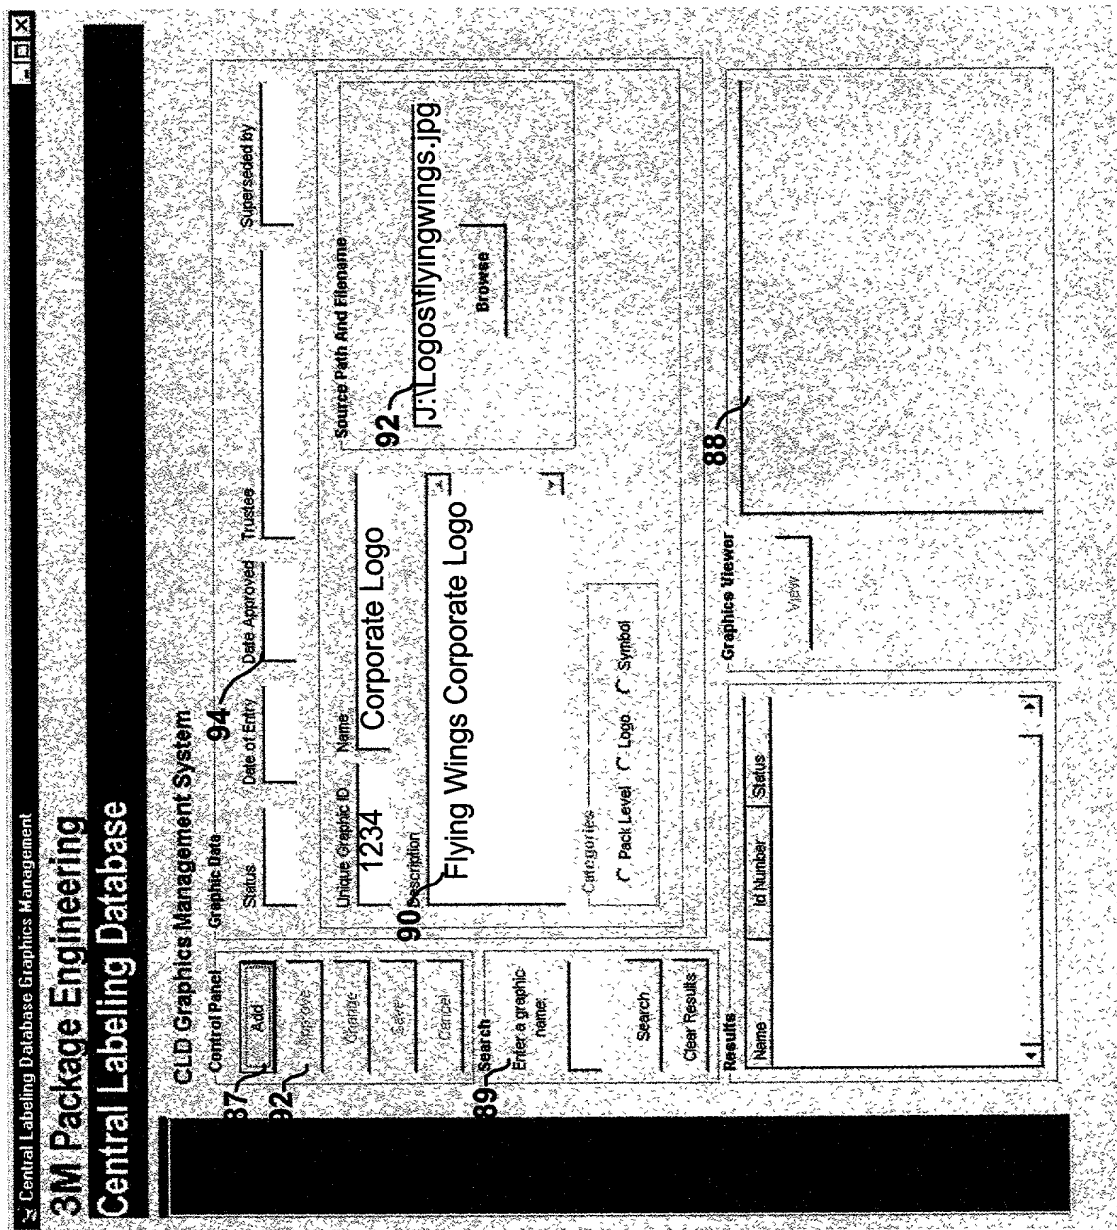 Central Labeling Database Graphics Management
3M Package Engineering
Central Labeling Database
CLD Graphics Management System
Control Panel
87
Add
92
Approve
Change
Save
Cancel
89
Search
Enter a graphic
name:
Search
Clear Results
Graphic Data
94
Status
Date of Entry
Date Approved
Trustee
Superseded by
Unique Graphic ID
Name
1234
Corporate Logo
90
Description
Flying Wings Corporate Logo
Categories
Pack Level
Logo
Symbol
Source Path And Filename
92
J:\Logos\flyingwings.jpg
Browse
Results
Name
Id Number
Status
Graphics Viewer
88
View